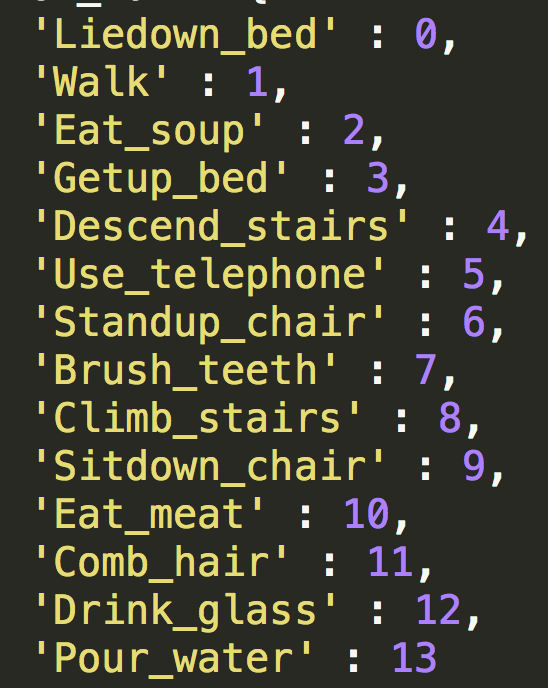 'Liedown_bed' : 0,
'Walk' : 1,
'Eat_soup' : 2,
'Getup_bed' : 3,
'Descend_stairs' : 4,
'Use_telephone' : 5,
'Standup_chair' : 6,
'Brush_teeth' : 7,
'Climb_stairs' : 8,
'Sitdown_chair' : 9,
'Eat_meat' : 10,
'Comb_hair' : 11,
'Drink_glass' : 12,
'Pour_water' : 13